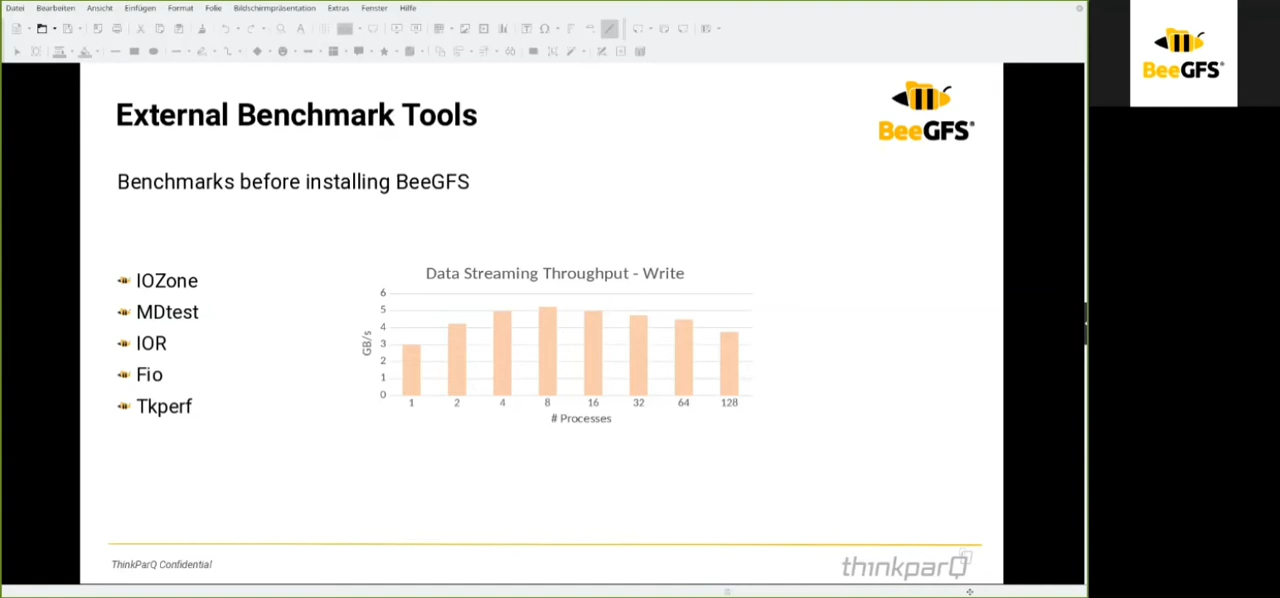 Datei Bearbeiten Ansicht Einfügen Format Folie Bildschirmpräsentation Extras Fenster Hilfe
BeeGFS®
External Benchmark Tools
BeeGFS®
Benchmarks before installing BeeGFS
IOZone
MDtest
IOR
Fio
Tkperf
Data Streaming Throughput - Write
GB/s
6
5
4
3
2
1
0
1 2 4 8 16 32 64 128
# Processes
ThinkParQ Confidential
thinkparQ